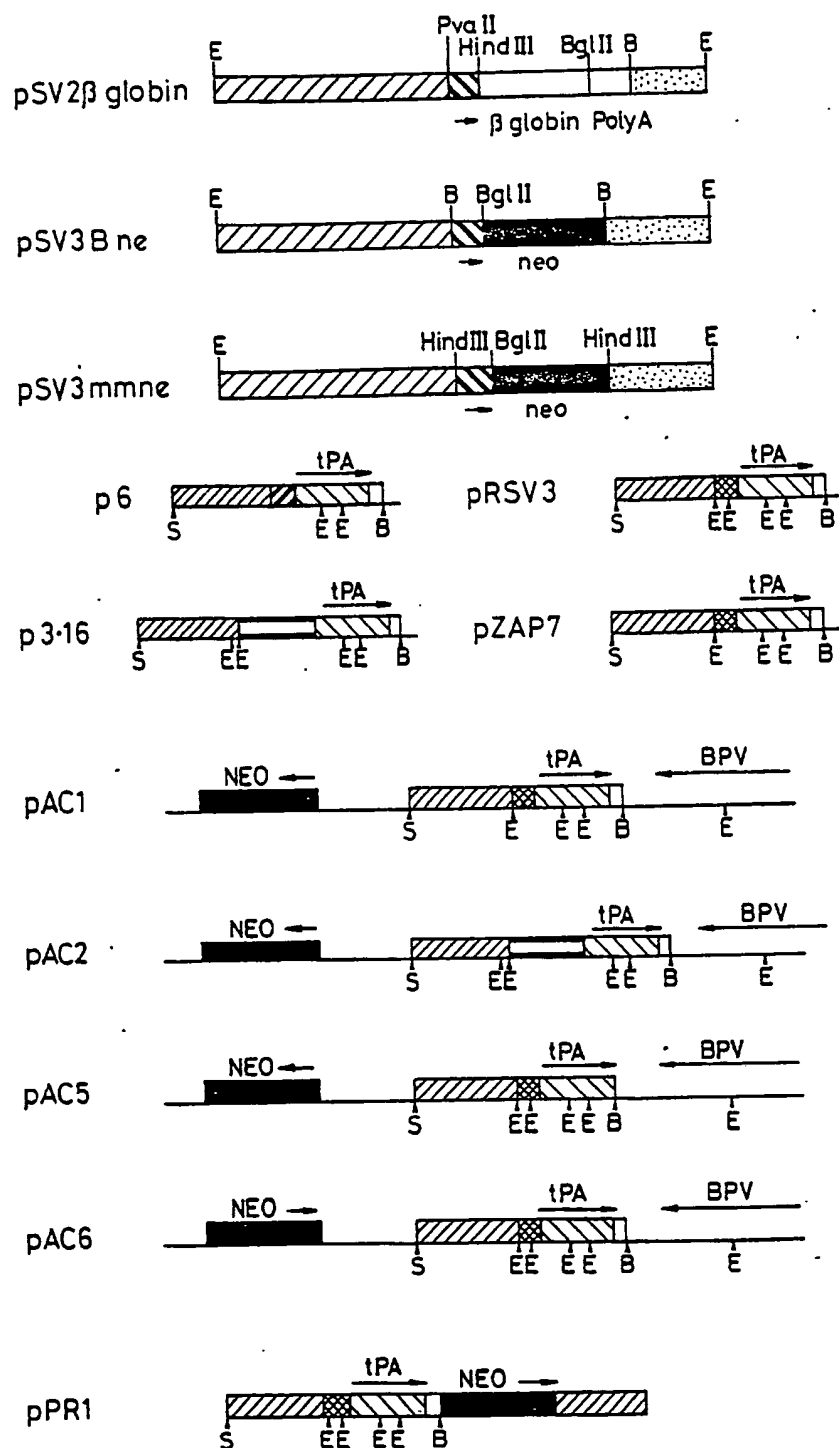 Pva II
E Hind III Bgl II B E
pSV2β globin
→ β globin PolyA
E B Bgl II B E
pSV3 B ne
→ neo
E Hind III Bgl II Hind III E
pSV3 mmne
→ neo
tPA tPA
p 6 pRSV3
S E E B S E E E E B
tPA tPA
p3·16 pZAP7
S E E E E B S E E E B
NEO tPA BPV
pAC1
S E E E B E
NEO tPA BPV
pAC2
S E E E E B E
NEO tPA BPV
pAC5
S E E E E B E
NEO tPA BPV
pAC6
S E E E E B E
tPA NEO
pPR1
S E E E E B